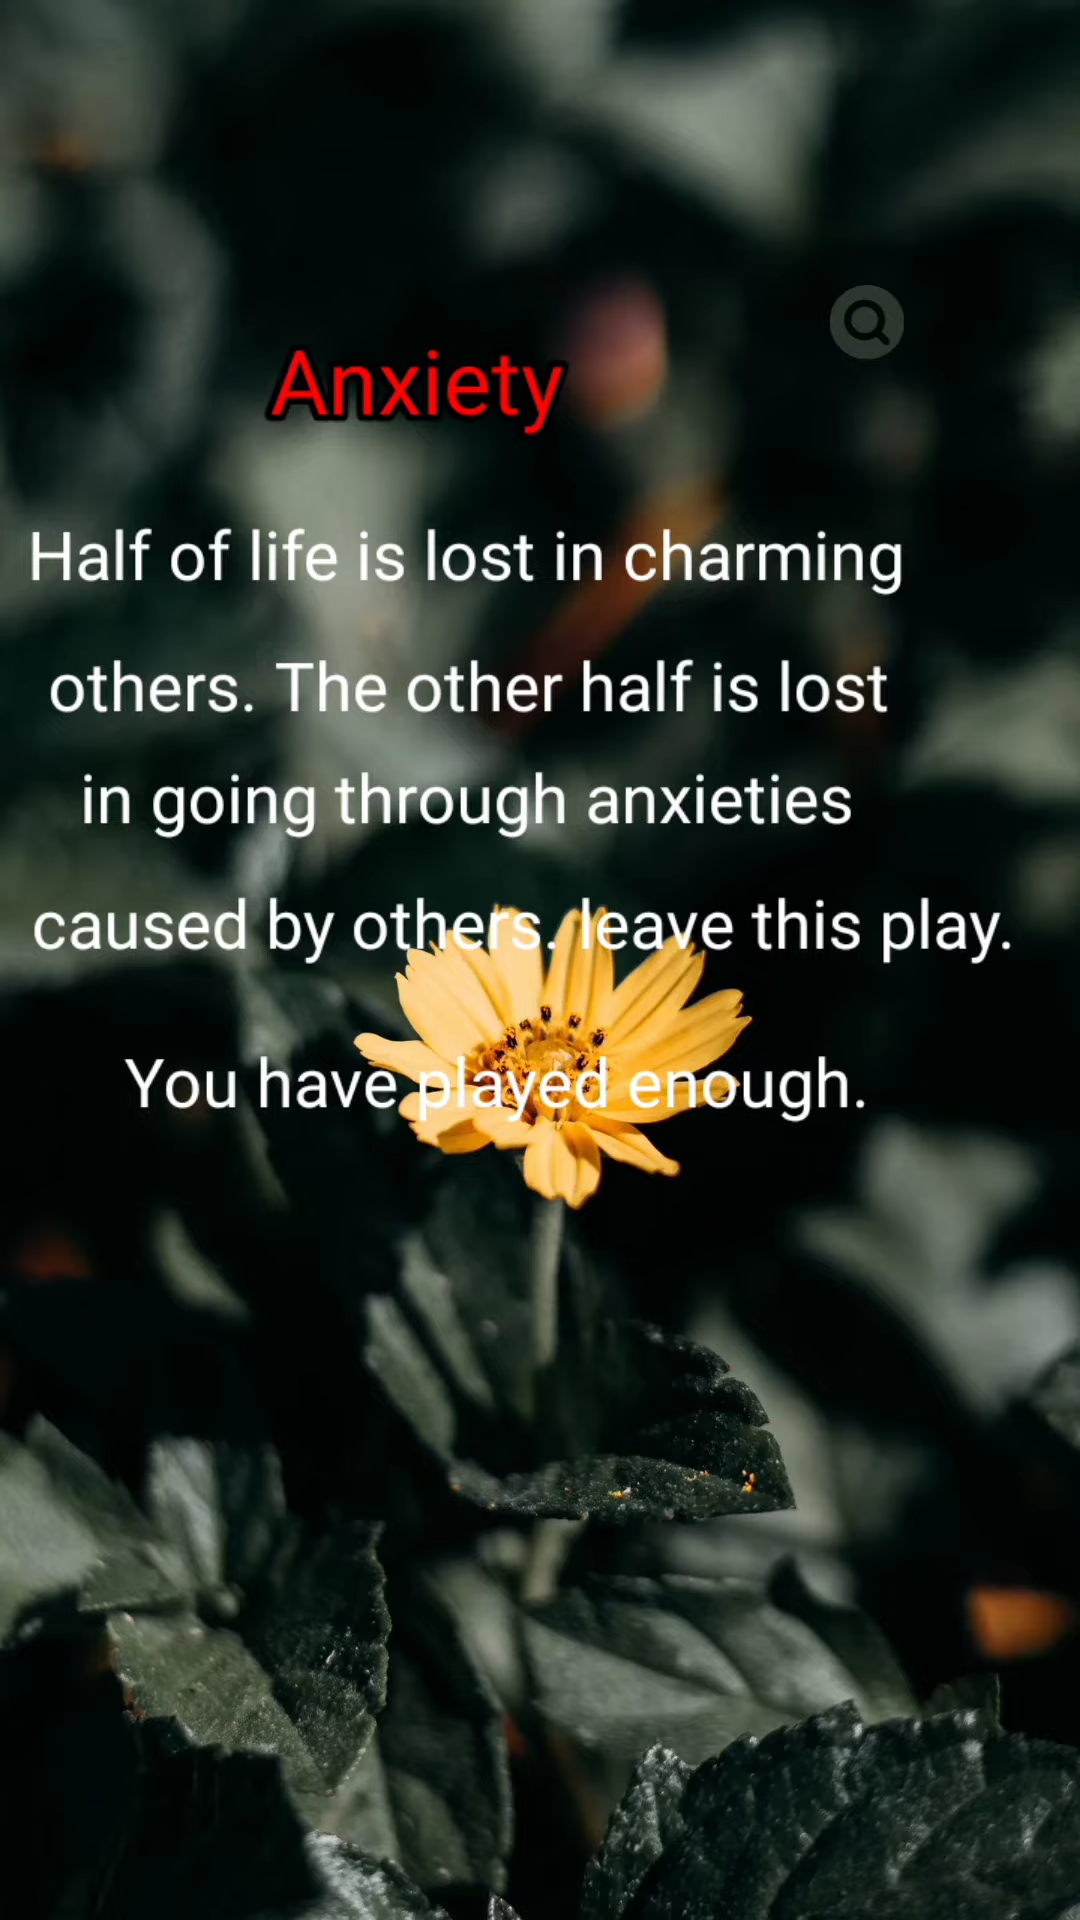 Anxiety
Half of life is lost in charming
others. The other half is lost
in going through anxieties
caused by others. leave this play.
You have played enough.